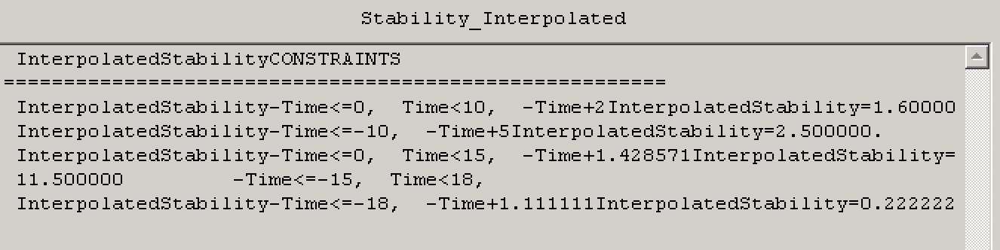 Stability_Interpolated
InterpolatedStabilityCONSTRAINTS
=======================================================
InterpolatedStability-Time<=0, Time<10, -Time+2InterpolatedStability=1.60000
InterpolatedStability-Time<=-10, -Time+5InterpolatedStability=2.500000.
InterpolatedStability-Time<=0, Time<15, -Time+1.428571InterpolatedStability=
11.500000 -Time<=-15, Time<18,
InterpolatedStability-Time<=-18, -Time+1.111111InterpolatedStability=0.222222